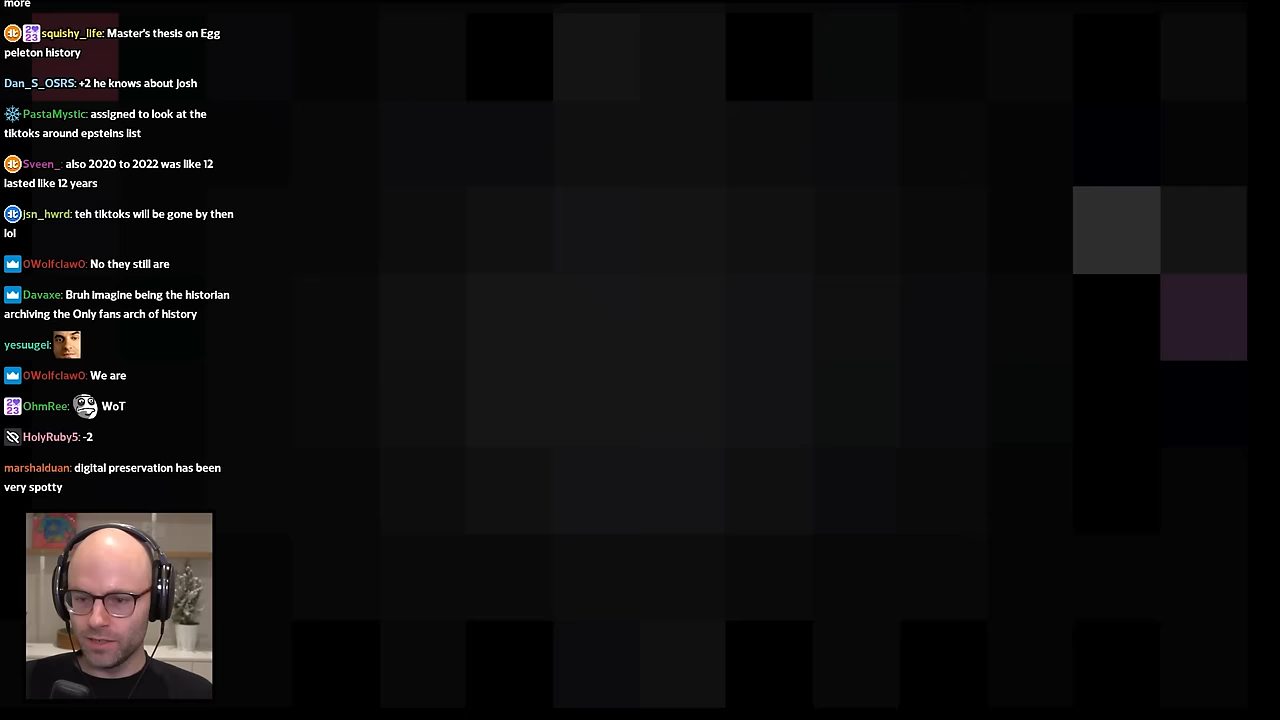 more
squishy_life: Master's thesis on Egg
peleton history
Dan_S_OSRS: +2 he knows about josh
PastaMystic: assigned to look at the
tiktoks around epsteins list
Sveen_: also 2020 to 2022 was like 12
lasted like 12 years
jsn_hwrd: teh tiktoks will be gone by then
lol
0Wolfclaw0: No they still are
Davaxe: Bruh imagine being the historian
archiving the Only fans arch of history
yesuugei:
0Wolfclaw0: We are
OhmRee: WoT
HolyRuby5: -2
marshalduan: digital preservation has been
very spotty